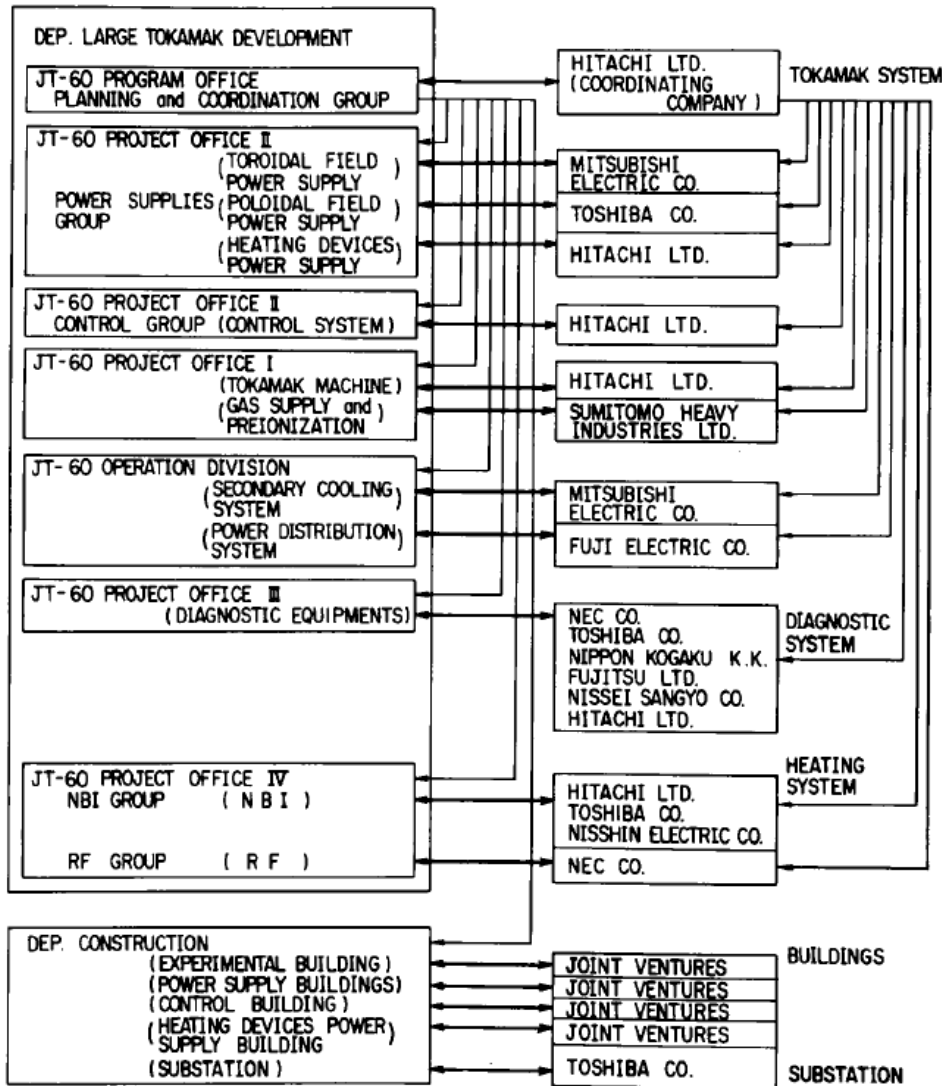 DEP. LARGE TOKAMAK DEVELOPMENT
JT-60 PROGRAM OFFICE
PLANNING and COORDINATION GROUP
HITACHI LTD.
(COORDINATING
COMPANY)
TOKAMAK SYSTEM
JT-60 PROJECT OFFICE II
(TOROIDAL FIELD
POWER SUPPLY)
POWER SUPPLIES
GROUP
(POLOIDAL FIELD
POWER SUPPLY)
(HEATING DEVICES
POWER SUPPLY)
MITSUBISHI
ELECTRIC CO.
TOSHIBA CO.
HITACHI LTD.
JT-60 PROJECT OFFICE II
CONTROL GROUP (CONTROL SYSTEM)
HITACHI LTD.
JT-60 PROJECT OFFICE I
(TOKAMAK MACHINE)
(GAS SUPPLY and
PREIONIZATION)
HITACHI LTD.
SUMITOMO HEAVY
INDUSTRIES LTD.
JT-60 OPERATION DIVISION
(SECONDARY COOLING
SYSTEM)
(POWER DISTRIBUTION
SYSTEM)
MITSUBISHI
ELECTRIC CO.
FUJI ELECTRIC CO.
JT-60 PROJECT OFFICE III
(DIAGNOSTIC EQUIPMENTS)
NEC CO.
TOSHIBA CO.
NIPPON KOGAKU K.K.
FUJITSU LTD.
NISSEI SANGYO CO.
HITACHI LTD.
DIAGNOSTIC
SYSTEM
JT-60 PROJECT OFFICE IV
NBI GROUP (NBI)
RF GROUP (RF)
HITACHI LTD.
TOSHIBA CO.
NISSHIN ELECTRIC CO.
NEC CO.
HEATING
SYSTEM
DEP. CONSTRUCTION
(EXPERIMENTAL BUILDING)
(POWER SUPPLY BUILDINGS)
(CONTROL BUILDING)
(HEATING DEVICES POWER
SUPPLY BUILDING)
(SUBSTATION)
JOINT VENTURES
JOINT VENTURES
JOINT VENTURES
JOINT VENTURES
TOSHIBA CO.
BUILDINGS
SUBSTATION